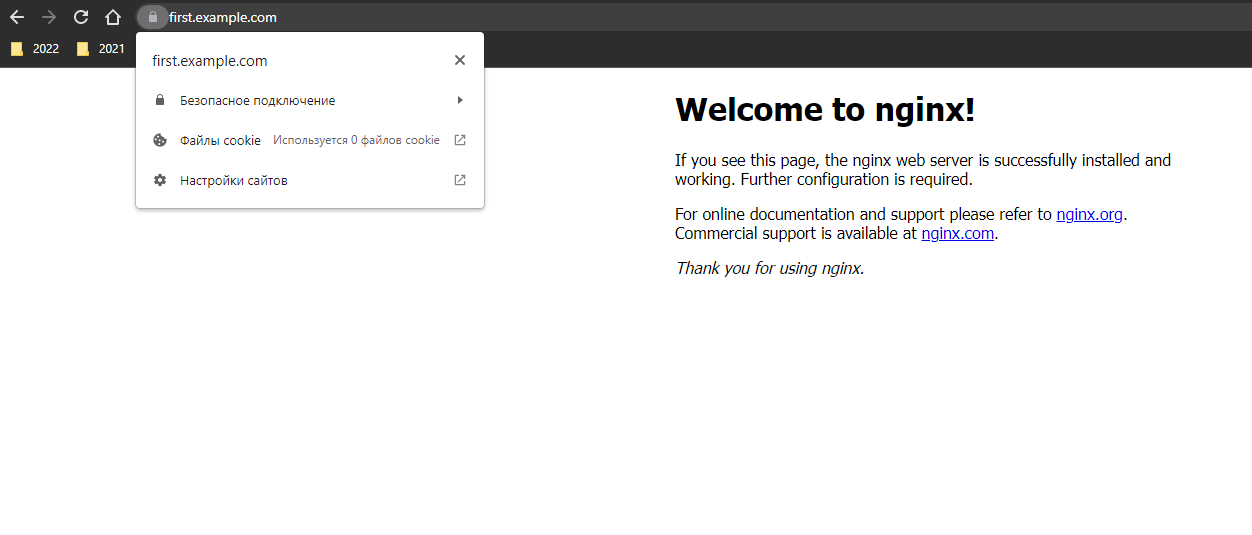 first.example.com
2022
2021
first.example.com
Безопасное подключение
Файлы cookie Используется 0 файлов cookie
Настройки сайтов
Welcome to nginx!
If you see this page, the nginx web server is successfully installed and
working. Further configuration is required.
For online documentation and support please refer to nginx.org.
Commercial support is available at nginx.com.
Thank you for using nginx.